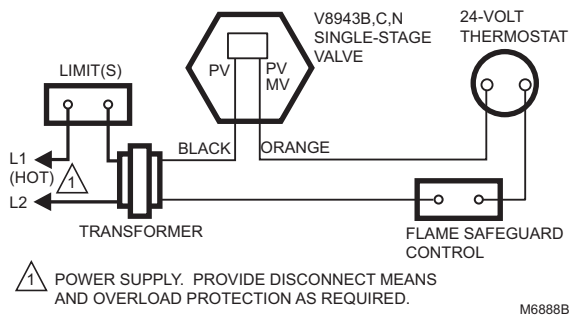 V8943B,C,N
SINGLE-STAGE
VALVE
24-VOLT
THERMOSTAT
LIMIT(S)
PV
PV
MV
BLACK
ORANGE
L1
(HOT)
1
L2
TRANSFORMER
FLAME SAFEGUARD
CONTROL
1 POWER SUPPLY. PROVIDE DISCONNECT MEANS
AND OVERLOAD PROTECTION AS REQUIRED.
M6888B